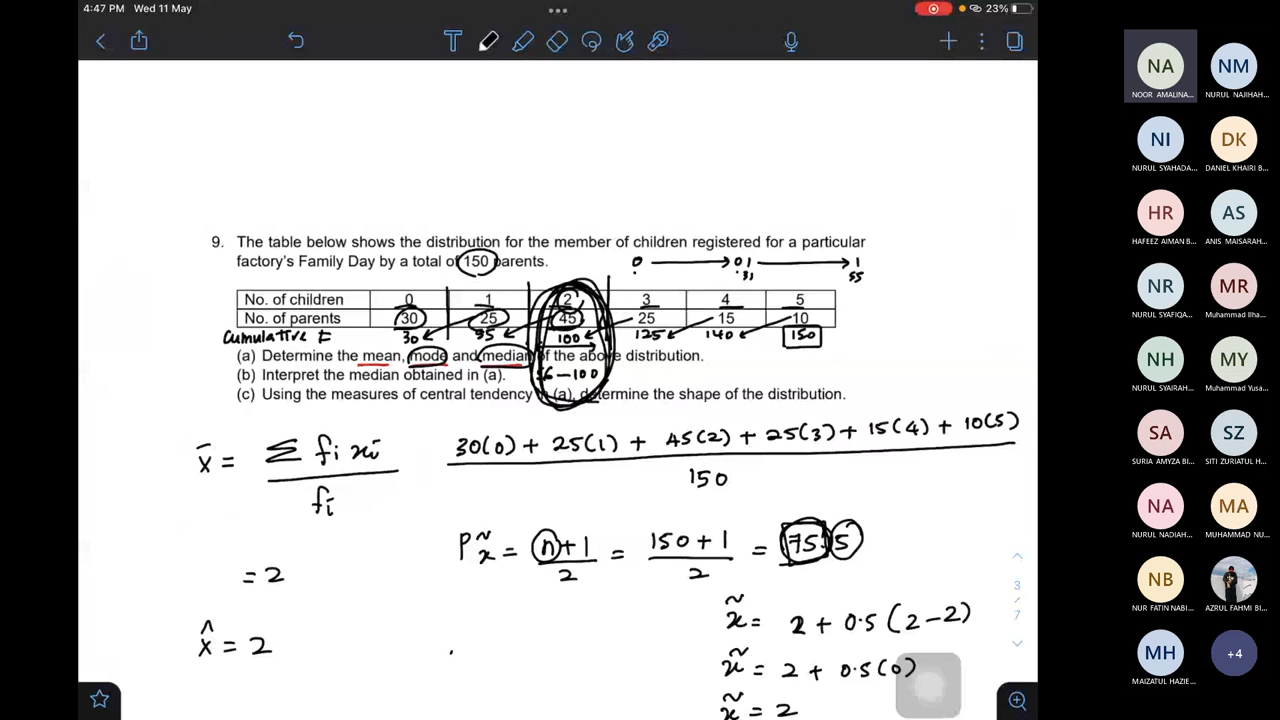 4:47 PM Wed 11 May
23%
NA
NM
NOOR AMALINA...
NURUL NAJIHAH...
NI
DK
NURUL SYAHADA...
DANIEL KHAIRI B...
HR
AS
HAFEEZ AIMAN B...
ANIS MAISARAH...
NR
MR
NURUL SYAFIQA...
Muhammad Ilha...
NH
MY
NURUL SYAIRAH...
Muhammad Yusa...
SA
SZ
SURIA AMYZA BI...
SITI ZURIATUL H...
NA
MA
NURUL NADIAH...
MUHAMMAD NU...
NB
NUR FATIN NABI...
AZRUL FAHMI BI...
MH
+4
MAIZATUL HAZIE...
9. The table below shows the distribution for the member of children registered for a particular
factory's Family Day by a total of 150 parents.
0 0 1 1
31 55
No. of children 0 1 2 3 4 5
No. of parents 30 25 45 25 15 10
Cumulative F 30 55 100 125 140 150
(a) Determine the mean, mode and median of the above distribution.
(b) Interpret the median obtained in (a).
56 – 100
(c) Using the measures of central tendency in (a), determine the shape of the distribution.
x̄ = Σ fi xi / fi
30(0) + 25(1) + 45(2) + 25(3) + 15(4) + 10(5) / 150
P x̃ = n+1 / 2 = 150 + 1 / 2 = 75.5
= 2
x̃ = 2 + 0.5 (2 – 2)
x̂ = 2
x̃ = 2 + 0.5(0)
x̃ = 2
3 / 7